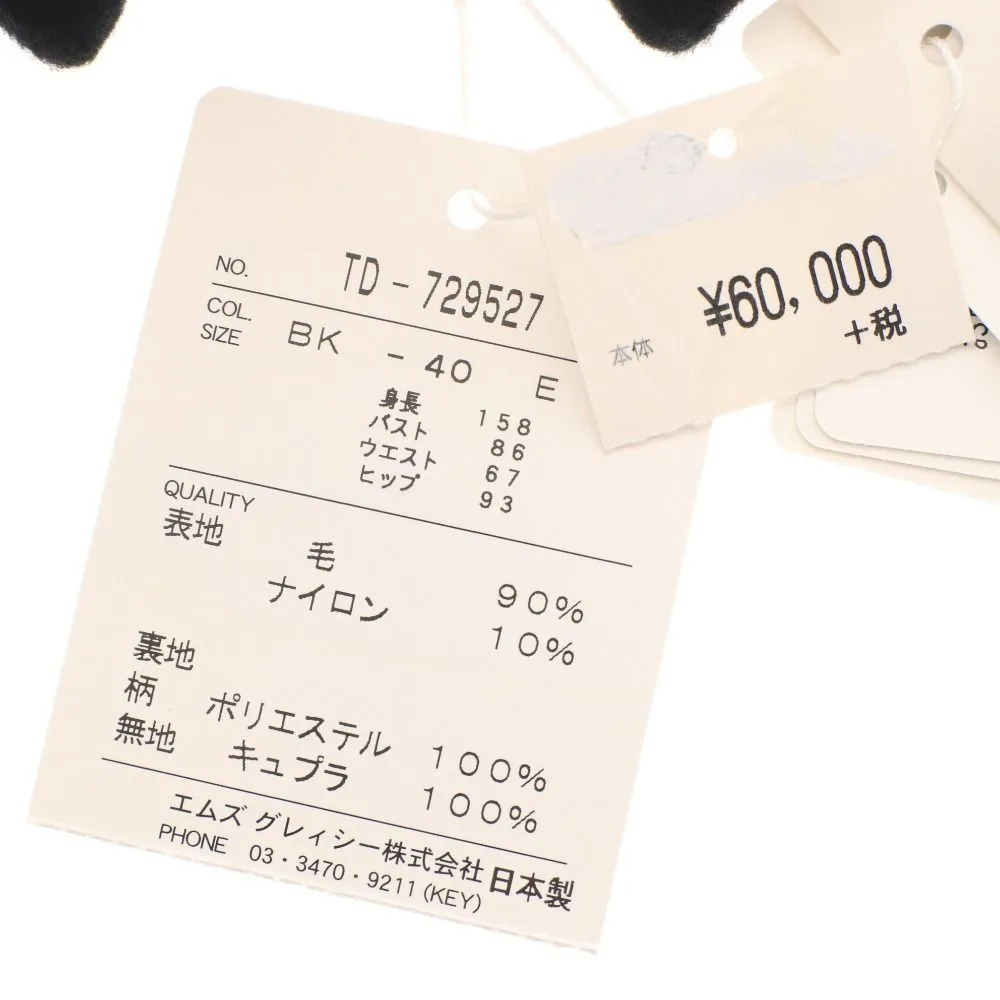 NO. TD-729527
COL. SIZE BK -40 E
身長 158
バスト 86
ウエスト 67
ヒップ 93
QUALITY
表地 毛 90%
ナイロン 10%
裏地
柄 ポリエステル 100%
無地 キュプラ 100%
エムズ グレィシー株式会社 日本製
PHONE 03・3470・9211(KEY)
本体 ¥60,000
+税